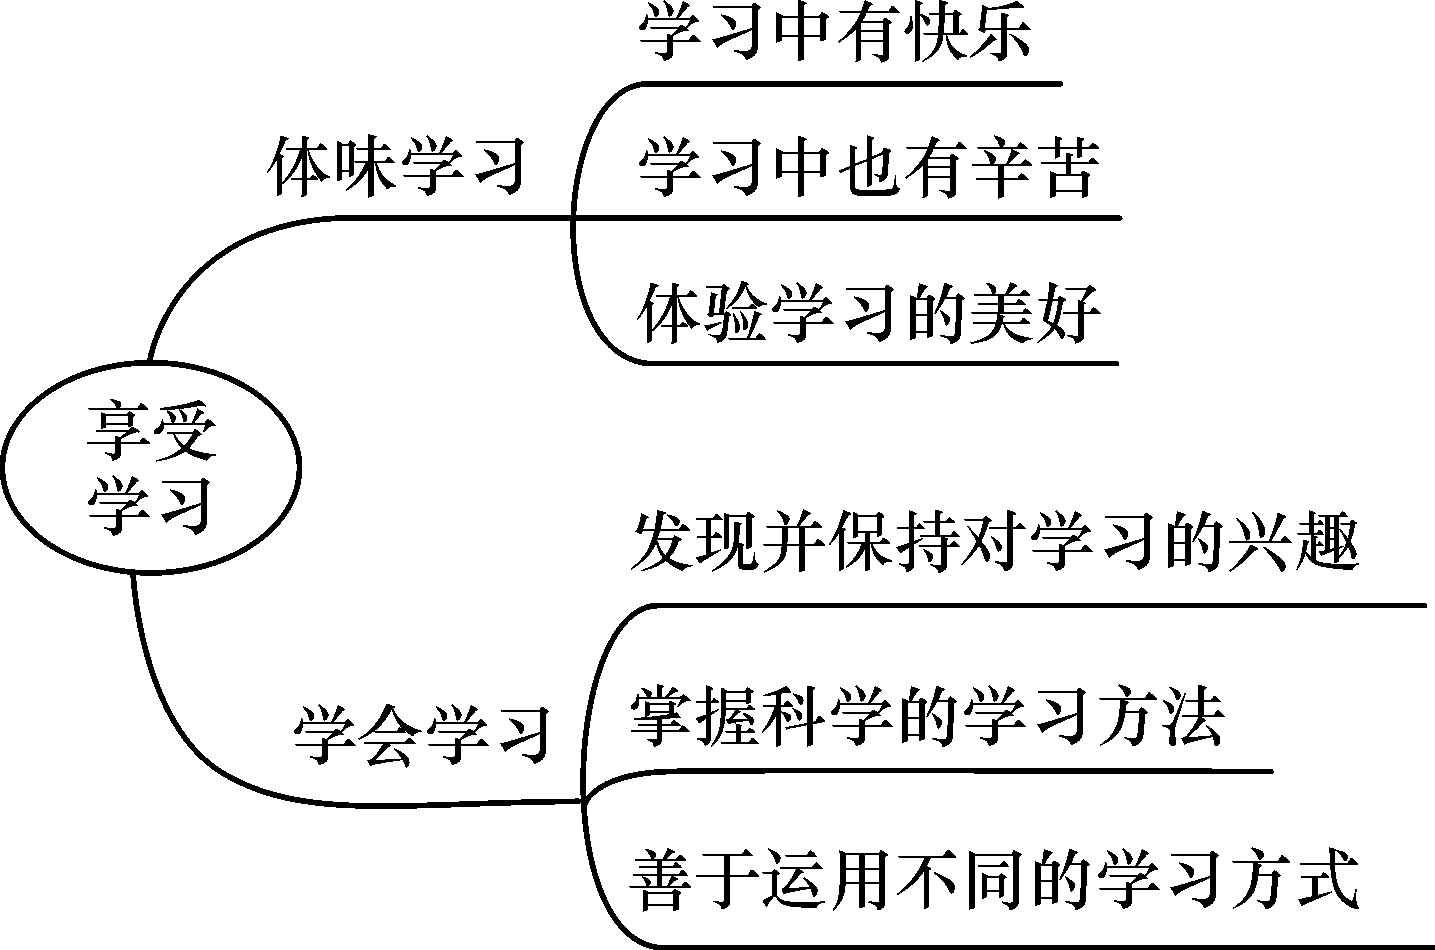 学习中有快乐
体味学习
学习中也有辛苦
体验学习的美好
享受
学习
发现并保持对学习的兴趣
学会学习
掌握科学的学习方法
善于运用不同的学习方式